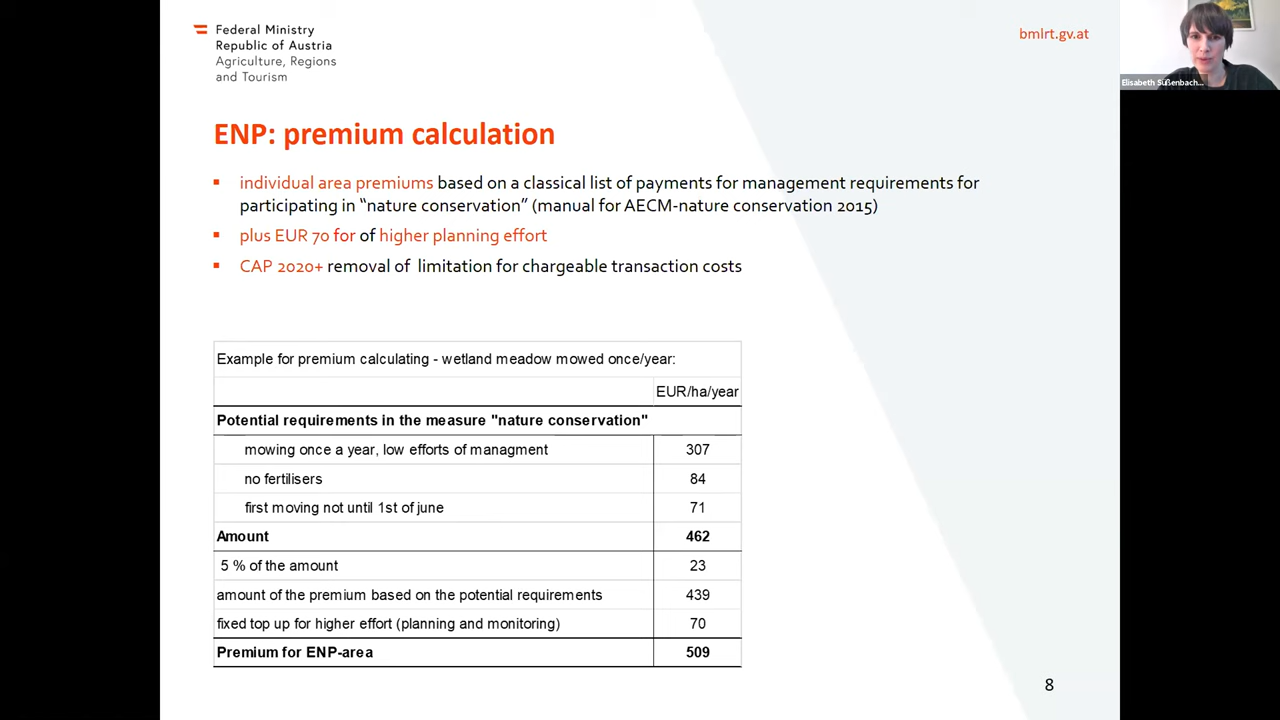 Federal Ministry
Republic of Austria
Agriculture, Regions
and Tourism
bmlrt.gv.at
Elisabeth Süßenbach...
ENP: premium calculation
▪ individual area premiums based on a classical list of payments for management requirements for
participating in “nature conservation” (manual for AECM-nature conservation 2015)
▪ plus EUR 70 for of higher planning effort
▪ CAP 2020+ removal of limitation for chargeable transaction costs
Example for premium calculating - wetland meadow mowed once/year:
EUR/ha/year
Potential requirements in the measure "nature conservation"
mowing once a year, low efforts of managment 307
no fertilisers 84
first moving not until 1st of june 71
Amount 462
5 % of the amount 23
amount of the premium based on the potential requirements 439
fixed top up for higher effort (planning and monitoring) 70
Premium for ENP-area 509
8